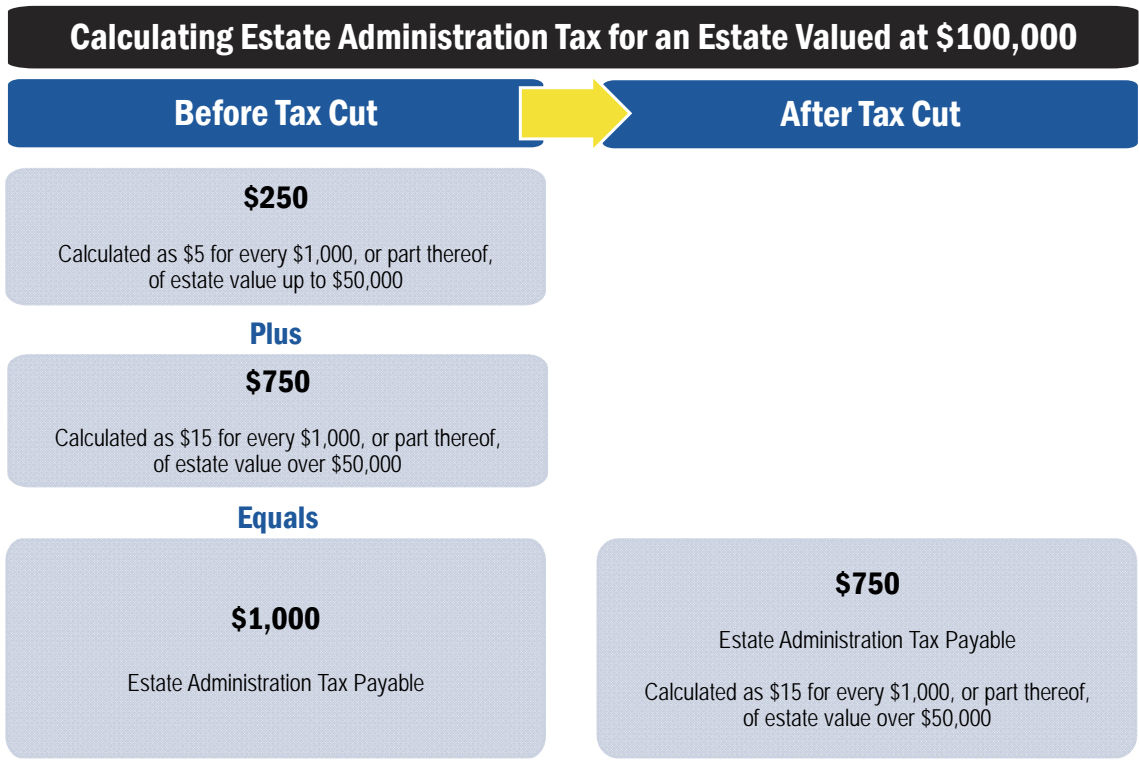 Calculating Estate Administration Tax for an Estate Valued at $100,000
Before Tax Cut
After Tax Cut
$250
Calculated as $5 for every $1,000, or part thereof,
of estate value up to $50,000
Plus
$750
Calculated as $15 for every $1,000, or part thereof,
of estate value over $50,000
Equals
$1,000
Estate Administration Tax Payable
$750
Estate Administration Tax Payable
Calculated as $15 for every $1,000, or part thereof,
of estate value over $50,000